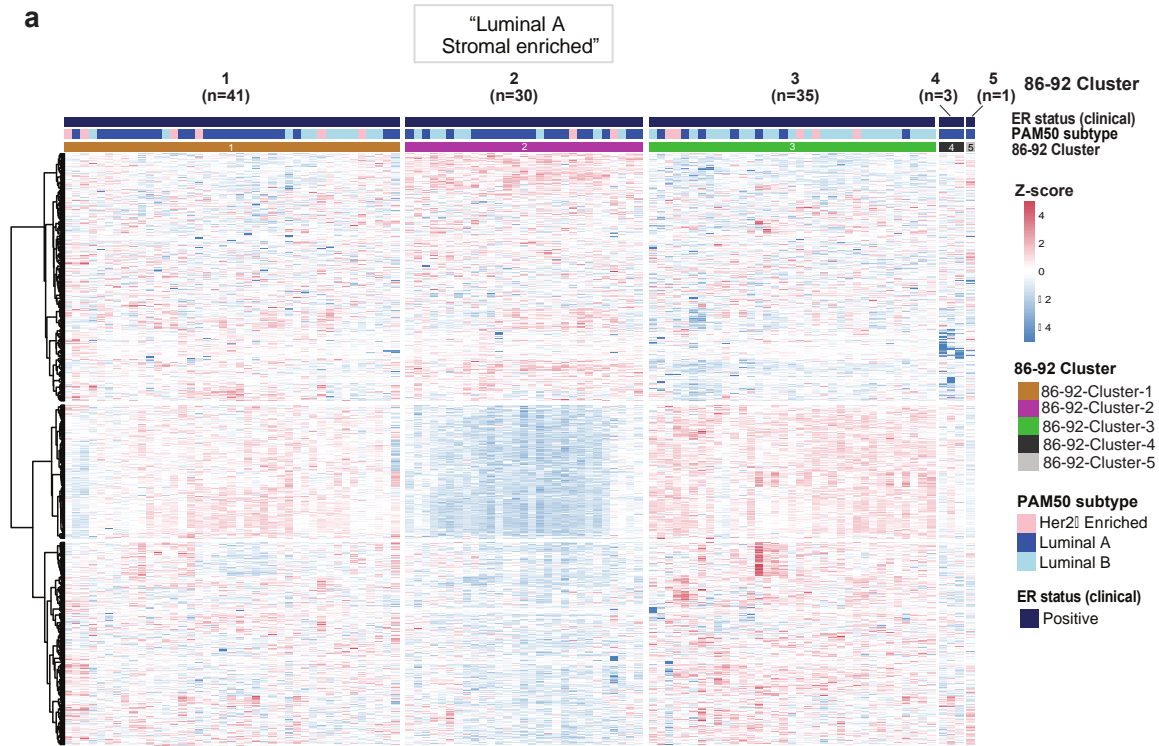 a
“Luminal A
Stromal enriched”
1
(n=41)
2
(n=30)
3
(n=35)
4
(n=3)
5
(n=1)
86-92 Cluster
ER status (clinical)
PAM50 subtype
86-92 Cluster
1
2
3
4
5
Z-score
4
2
0
▯ 2
▯ 4
86-92 Cluster
86-92-Cluster-1
86-92-Cluster-2
86-92-Cluster-3
86-92-Cluster-4
86-92-Cluster-5
PAM50 subtype
Her2▯ Enriched
Luminal A
Luminal B
ER status (clinical)
Positive